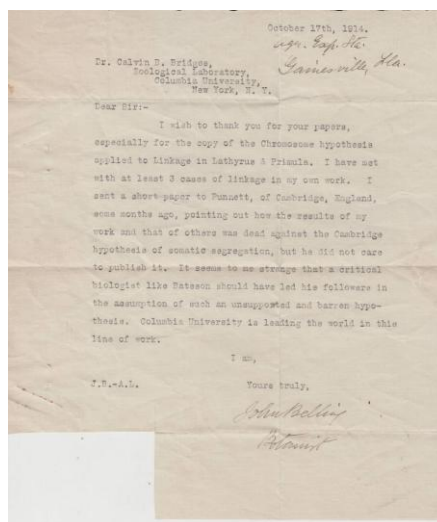 October 17th, 1914.
agr. Exp. Sta.
Gainesville, Fla.
Dr. Calvin B. Bridges,
Zoological Laboratory,
Columbia University,
New York, N. Y.
Dear Sir:-
I wish to thank you for your papers,
especially for the copy of the Chromosome hypothesis
applied to Linkage in Lathyrus & Primula. I have met
with at least 3 cases of linkage in my own work. I
sent a short paper to Punnett, of Cambridge, England,
some months ago, pointing out how the results of my
work and that of others was dead against the Cambridge
hypothesis of somatic segregation, but he did not care
to publish it. It seems to me strange that a critical
biologist like Bateson should have led his followers in
the assumption of such an unsupported and barren hypo-
thesis. Columbia University is leading the world in this
line of work.
I am,
J.B.-A.L. Yours truly,
John Belling
Botanist